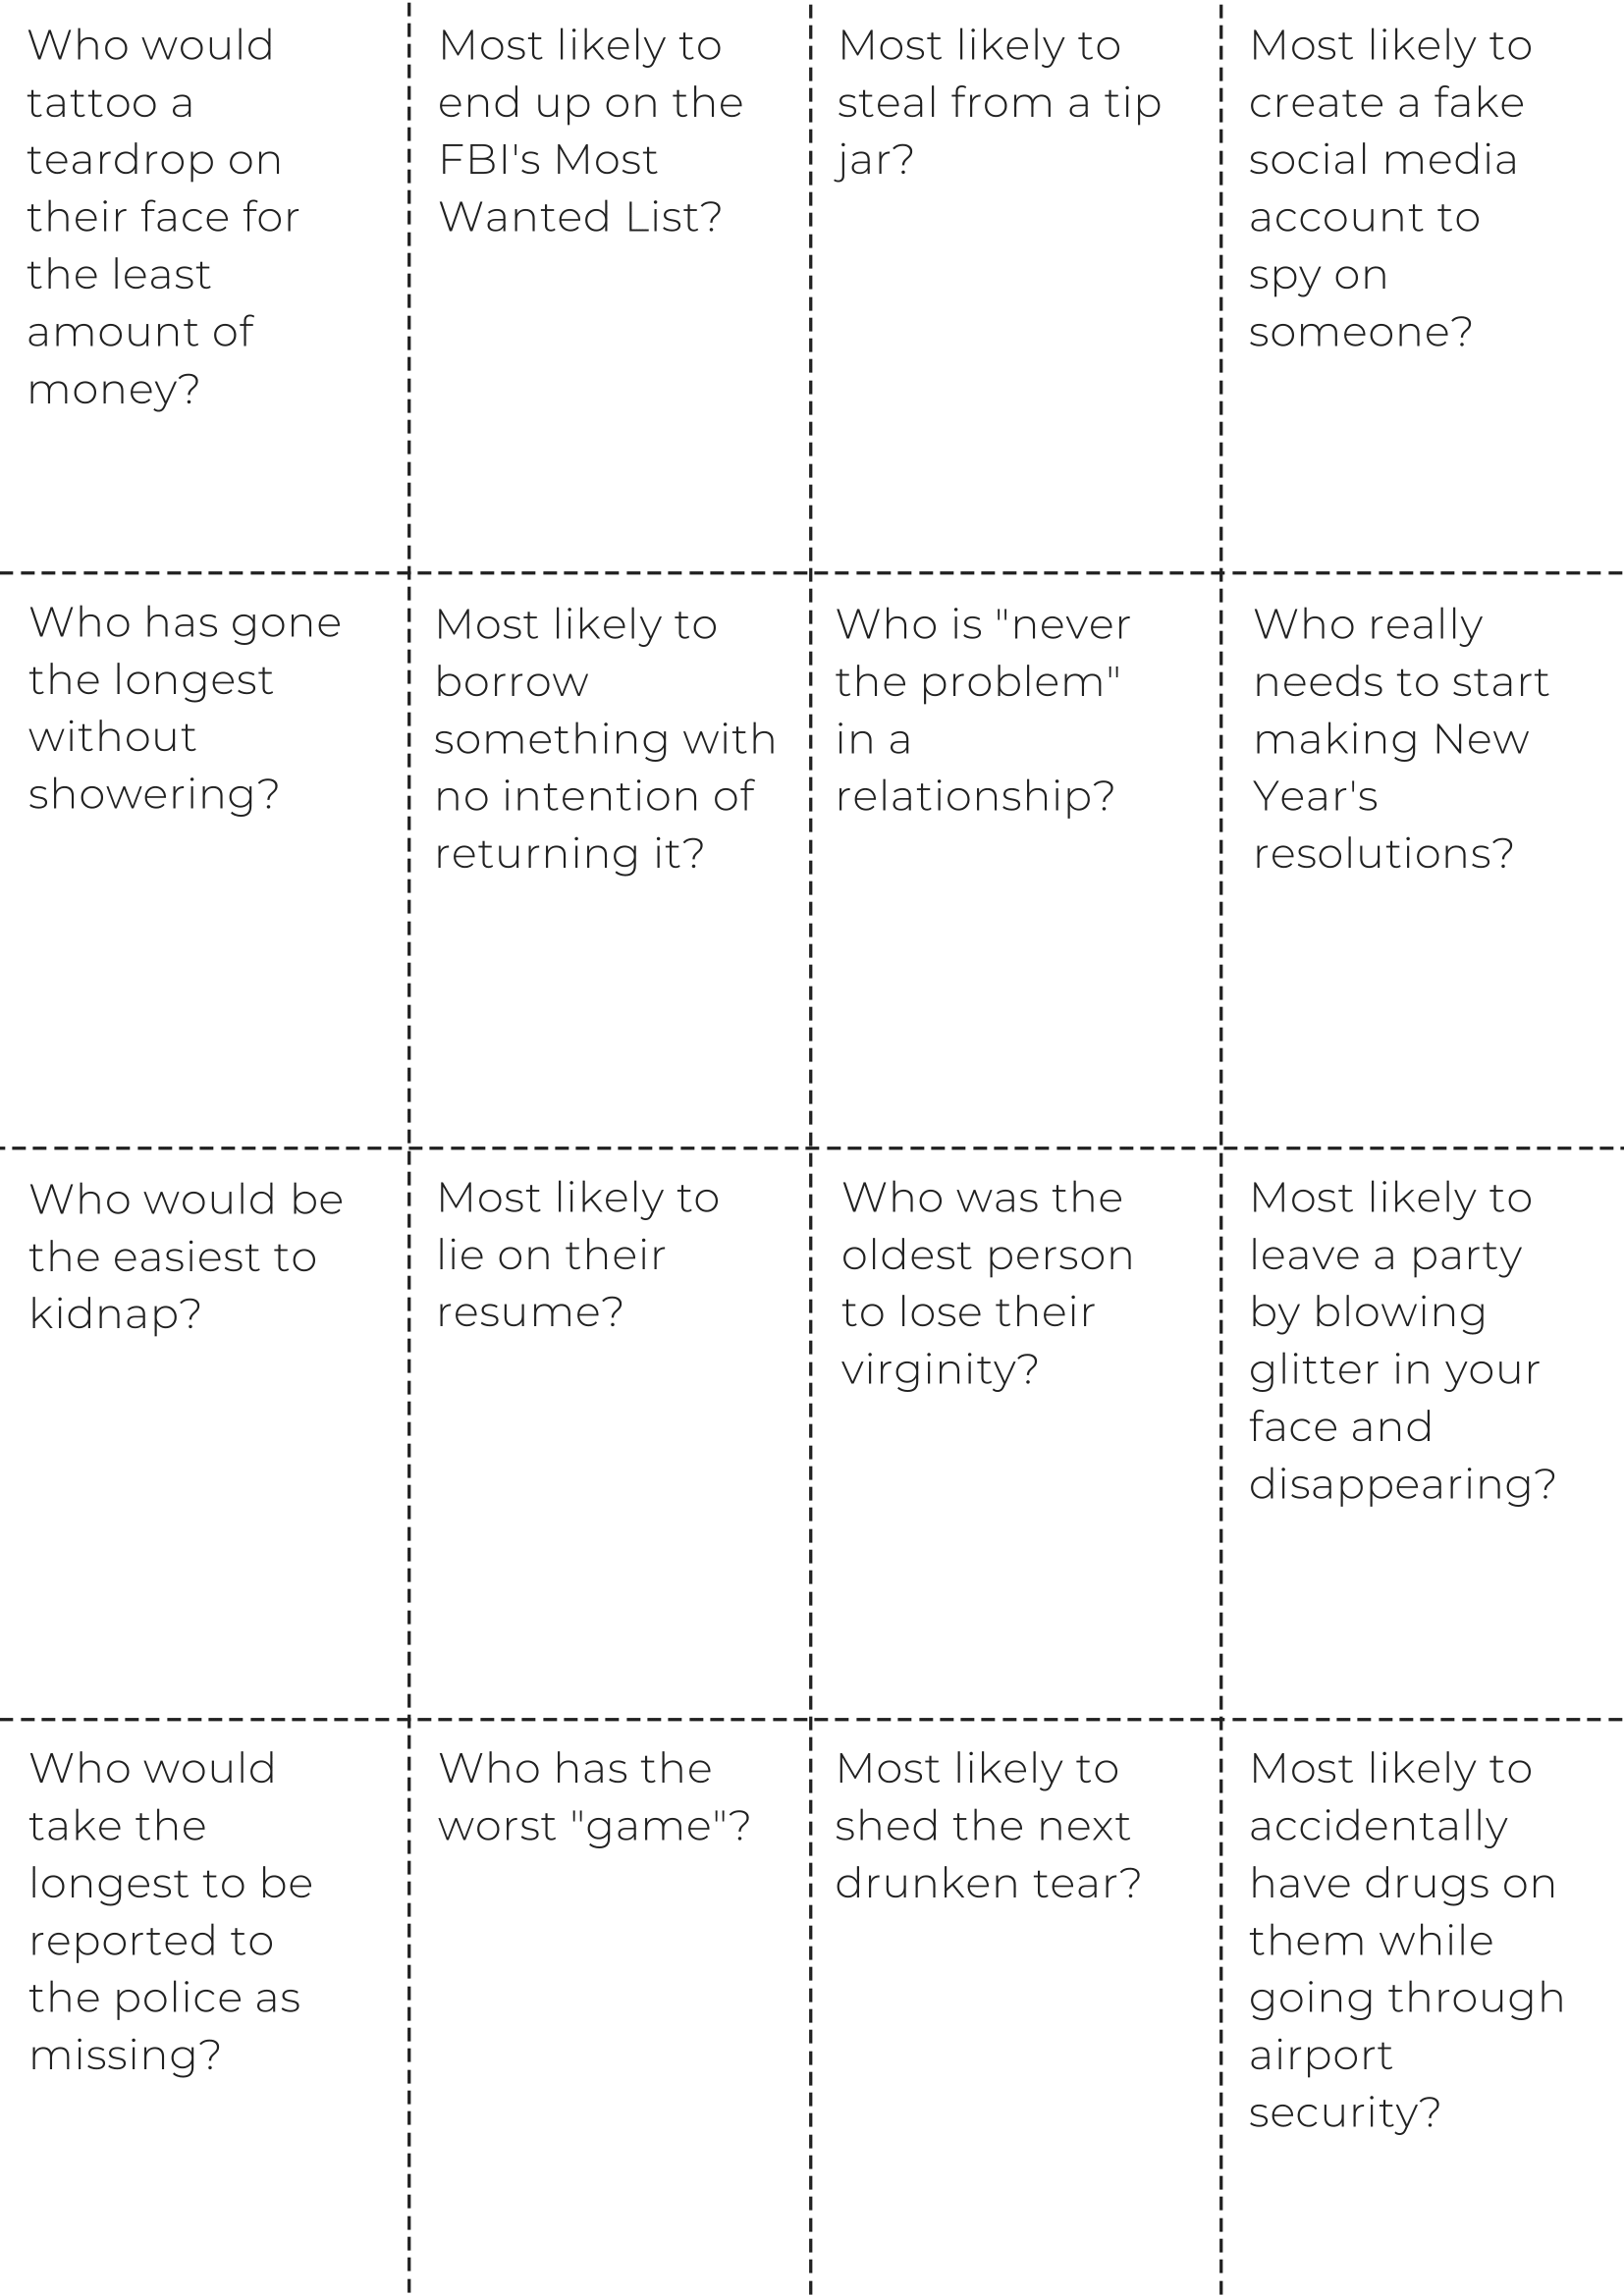 Who would
tattoo a
teardrop on
their face for
the least
amount of
money?
Most likely to
end up on the
FBI's Most
Wanted List?
Most likely to
steal from a tip
jar?
Most likely to
create a fake
social media
account to
spy on
someone?
Who has gone
the longest
without
showering?
Most likely to
borrow
something with
no intention of
returning it?
Who is "never
the problem"
in a
relationship?
Who really
needs to start
making New
Year's
resolutions?
Who would be
the easiest to
kidnap?
Most likely to
lie on their
resume?
Who was the
oldest person
to lose their
virginity?
Most likely to
leave a party
by blowing
glitter in your
face and
disappearing?
Who would
take the
longest to be
reported to
the police as
missing?
Who has the
worst "game"?
Most likely to
shed the next
drunken tear?
Most likely to
accidentally
have drugs on
them while
going through
airport
security?